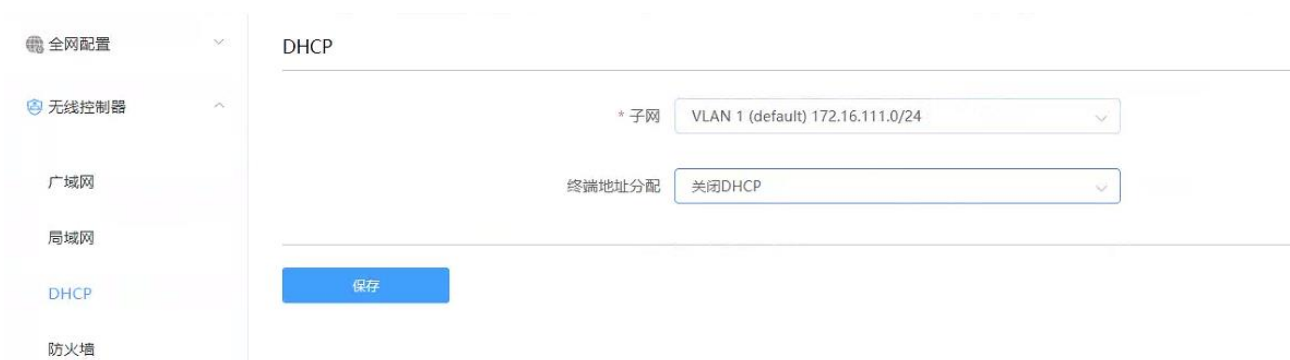 全网配置
无线控制器
广域网
局域网
DHCP
防火墙
DHCP
* 子网 VLAN 1 (default) 172.16.111.0/24
终端地址分配 关闭DHCP
保存